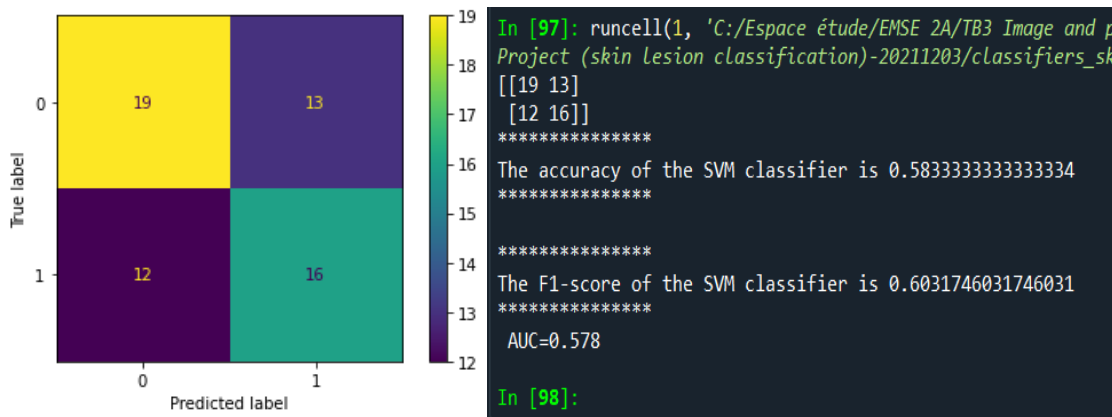 19
18
17
16
15
14
13
12
0
1
19 13
12 16
0 1
True label
Predicted label
In [97]: runcell(1, 'C:/Espace étude/EMSE 2A/TB3 Image and p
Project (skin lesion classification)-20211203/classifiers_sk
[[19 13]
[12 16]]
***************
The accuracy of the SVM classifier is 0.5833333333333334
***************
***************
The F1-score of the SVM classifier is 0.6031746031746031
***************
AUC=0.578
In [98]: